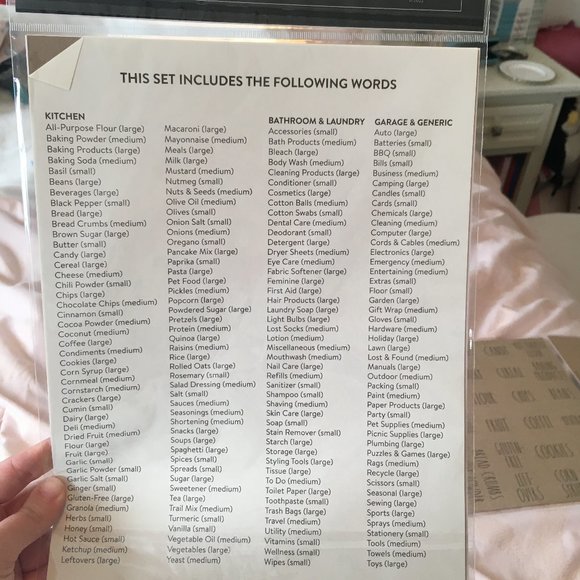 THIS SET INCLUDES THE FOLLOWING WORDS
KITCHEN
All-Purpose Flour (large)
Baking Powder (medium)
Baking Products (large)
Baking Soda (medium)
Basil (small)
Beans (large)
Beverages (large)
Black Pepper (small)
Bread (large)
Bread Crumbs (medium)
Brown Sugar (large)
Butter (small)
Candy (large)
Cereal (large)
Cheese (medium)
Chili Powder (small)
Chips (large)
Chocolate Chips (medium)
Cinnamon (small)
Cocoa Powder (medium)
Coconut (medium)
Coffee (large)
Condiments (medium)
Cookies (large)
Corn Syrup (large)
Cornmeal (medium)
Cornstarch (medium)
Crackers (large)
Cumin (small)
Dairy (large)
Deli (medium)
Dried Fruit (medium)
Flour (large)
Fruit (large)
Garlic (small)
Garlic Powder (small)
Garlic Salt (small)
Ginger (small)
Gluten-Free (large)
Granola (medium)
Herbs (small)
Honey (small)
Hot Sauce (small)
Ketchup (medium)
Leftovers (large)
Macaroni (large)
Mayonnaise (medium)
Meals (large)
Milk (large)
Mustard (medium)
Nutmeg (small)
Nuts & Seeds (medium)
Olive Oil (medium)
Olives (small)
Onion Salt (small)
Onions (medium)
Oregano (small)
Pancake Mix (large)
Paprika (small)
Pasta (large)
Pet Food (large)
Pickles (medium)
Popcorn (large)
Powdered Sugar (large)
Pretzels (large)
Protein (medium)
Quinoa (large)
Raisins (medium)
Rice (large)
Rolled Oats (large)
Rosemary (small)
Salad Dressing (medium)
Salt (small)
Sauces (medium)
Seasonings (medium)
Shortening (medium)
Snacks (large)
Soups (large)
Spaghetti (large)
Spices (small)
Spreads (small)
Sugar (large)
Sweetener (medium)
Tea (large)
Trail Mix (medium)
Turmeric (small)
Vanilla (small)
Vegetable Oil (medium)
Vegetables (large)
Yeast (medium)
BATHROOM & LAUNDRY
Accessories (small)
Bath Products (medium)
Bleach (large)
Body Wash (medium)
Cleaning Products (large)
Conditioner (small)
Cosmetics (large)
Cotton Balls (medium)
Cotton Swabs (small)
Dental Care (medium)
Deodorant (small)
Detergent (large)
Dryer Sheets (medium)
Eye Care (medium)
Fabric Softener (large)
Feminine (large)
First Aid (large)
Hair Products (large)
Laundry Soap (large)
Light Bulbs (large)
Lost Socks (medium)
Lotion (medium)
Miscellaneous (medium)
Mouthwash (medium)
Nail Care (large)
Refills (medium)
Sanitizer (small)
Shampoo (small)
Shaving (medium)
Skin Care (large)
Soap (small)
Stain Remover (small)
Starch (large)
Storage (large)
Styling Tools (large)
Tissue (large)
To Do (medium)
Toilet Paper (large)
Toothpaste (small)
Trash Bags (large)
Travel (medium)
Utility (medium)
Vitamins (small)
Wellness (small)
Wipes (small)
GARAGE & GENERIC
Auto (large)
Batteries (small)
BBQ (small)
Bills (small)
Business (medium)
Camping (large)
Candles (small)
Cards (small)
Chemicals (large)
Cleaning (medium)
Computer (large)
Cords & Cables (medium)
Electronics (large)
Emergency (medium)
Entertaining (medium)
Extras (small)
Floor (small)
Garden (large)
Gift Wrap (medium)
Gloves (small)
Hardware (medium)
Holiday (large)
Lawn (large)
Lost & Found (medium)
Manuals (large)
Outdoor (medium)
Packing (small)
Paint (medium)
Paper Products (large)
Party (small)
Pet Supplies (medium)
Picnic Supplies (large)
Plumbing (large)
Puzzles & Games (large)
Rags (medium)
Recycle (large)
Scissors (small)
Seasonal (large)
Sewing (large)
Sports (large)
Sprays (medium)
Stationery (small)
Tools (medium)
Towels (medium)
Toys (large)